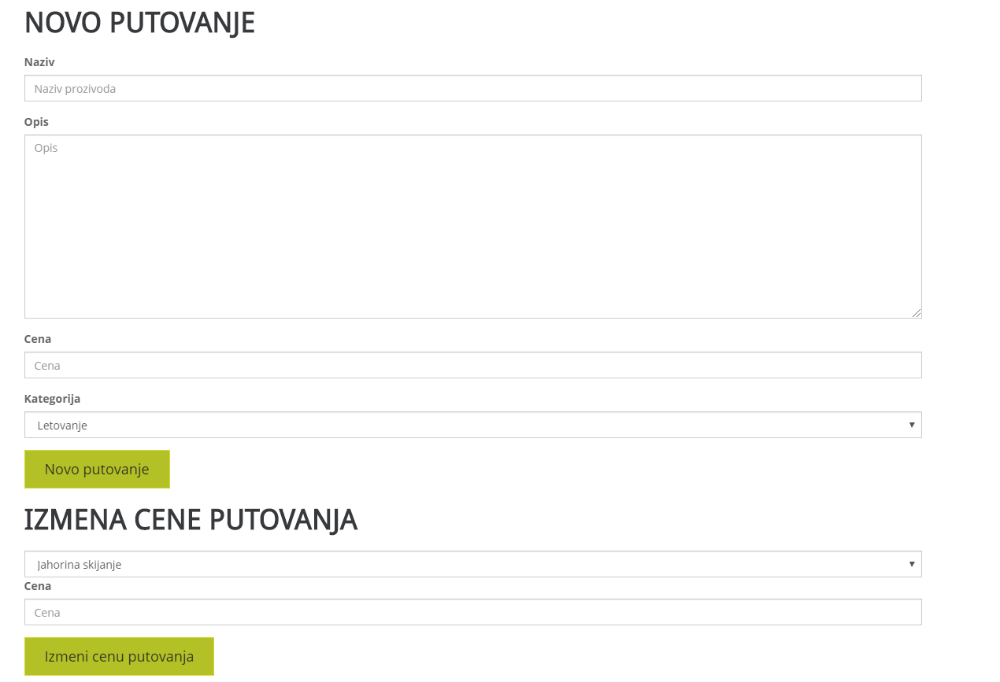 NOVO PUTOVANJE
Naziv
Naziv prozivoda
Opis
Opis
Cena
Cena
Kategorija
Letovanje
Novo putovanje
IZMENA CENE PUTOVANJA
Jahorina skijanje
Cena
Cena
Izmeni cenu putovanja